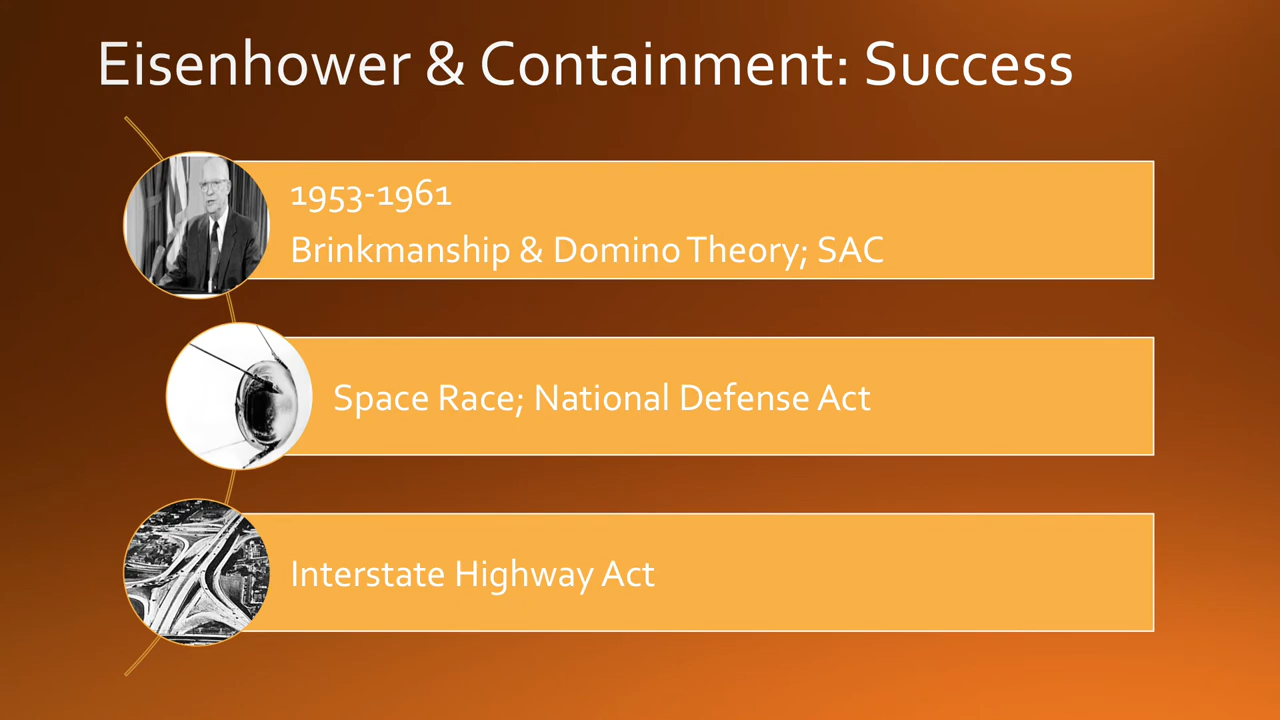 Eisenhower & Containment: Success
1953-1961
Brinkmanship & Domino Theory; SAC
Space Race; National Defense Act
Interstate Highway Act